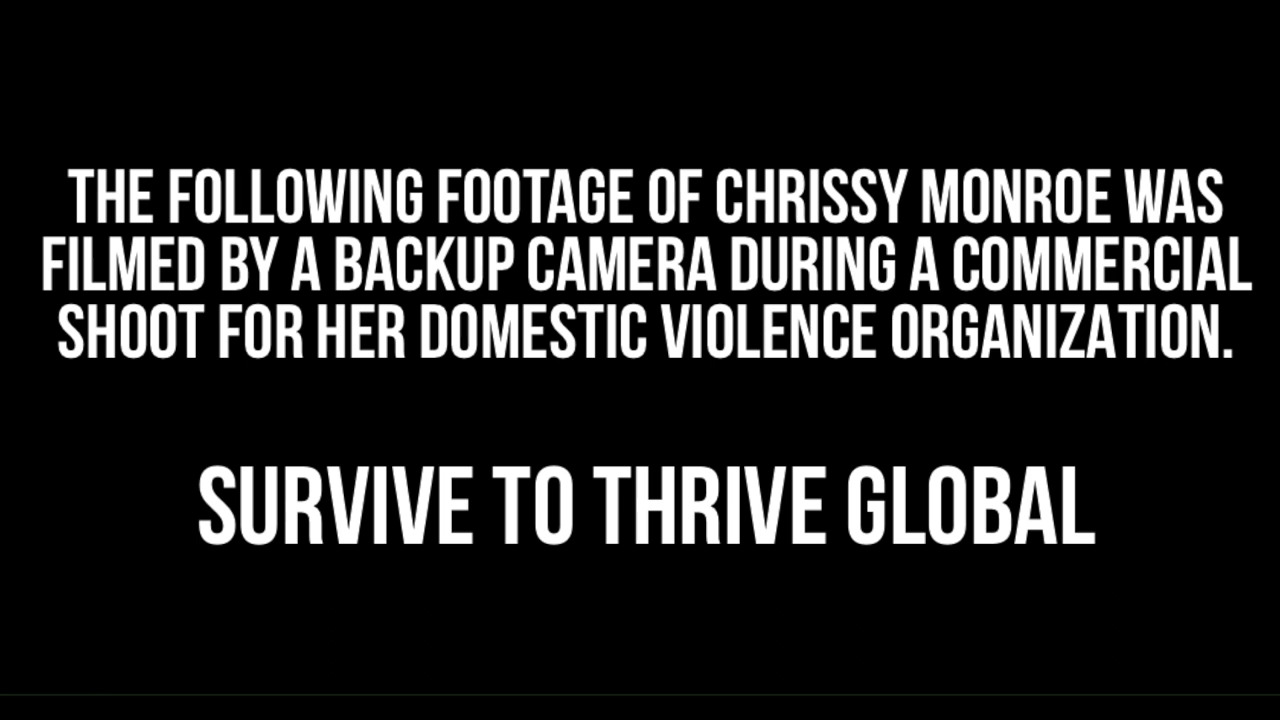 THE FOLLOWING FOOTAGE OF CHRISSY MONROE WAS
FILMED BY A BACKUP CAMERA DURING A COMMERCIAL
SHOOT FOR HER DOMESTIC VIOLENCE ORGANIZATION.
SURVIVE TO THRIVE GLOBAL